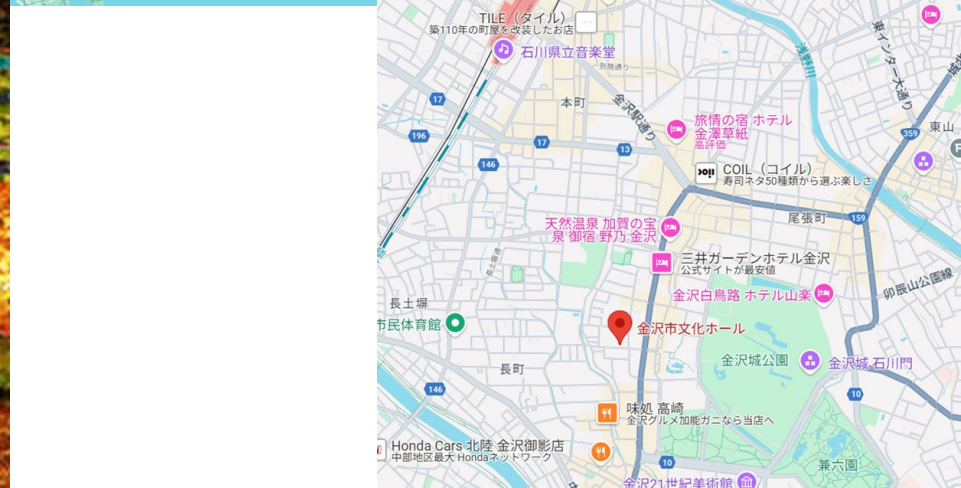 TILE（タイル）
築110年の町屋を改装したお店
石川県立音楽堂
別院通り
東インター大通り
浅野川
17
本町
金沢駅通り
旅情の宿 ホテル
金澤草紙
高評価
359
東山
196
17
13
146
COIL（コイル）
寿司ネタ50種類から選ぶ楽しさ
尾張町
159
天然温泉 加賀の宝
泉 御宿 野乃 金沢
三井ガーデンホテル金沢
公式サイトが最安値
卯辰山公園線
金沢白鳥路 ホテル山楽
長土塀
市民体育館
金沢市文化ホール
金沢城公園
金沢城 石川門
長町
146
10
味処 高崎
金沢グルメ加能ガニなら当店へ
Honda Cars 北陸 金沢御影店
中部地区最大 Hondaネットワーク
10
兼六園
金沢21世紀美術館